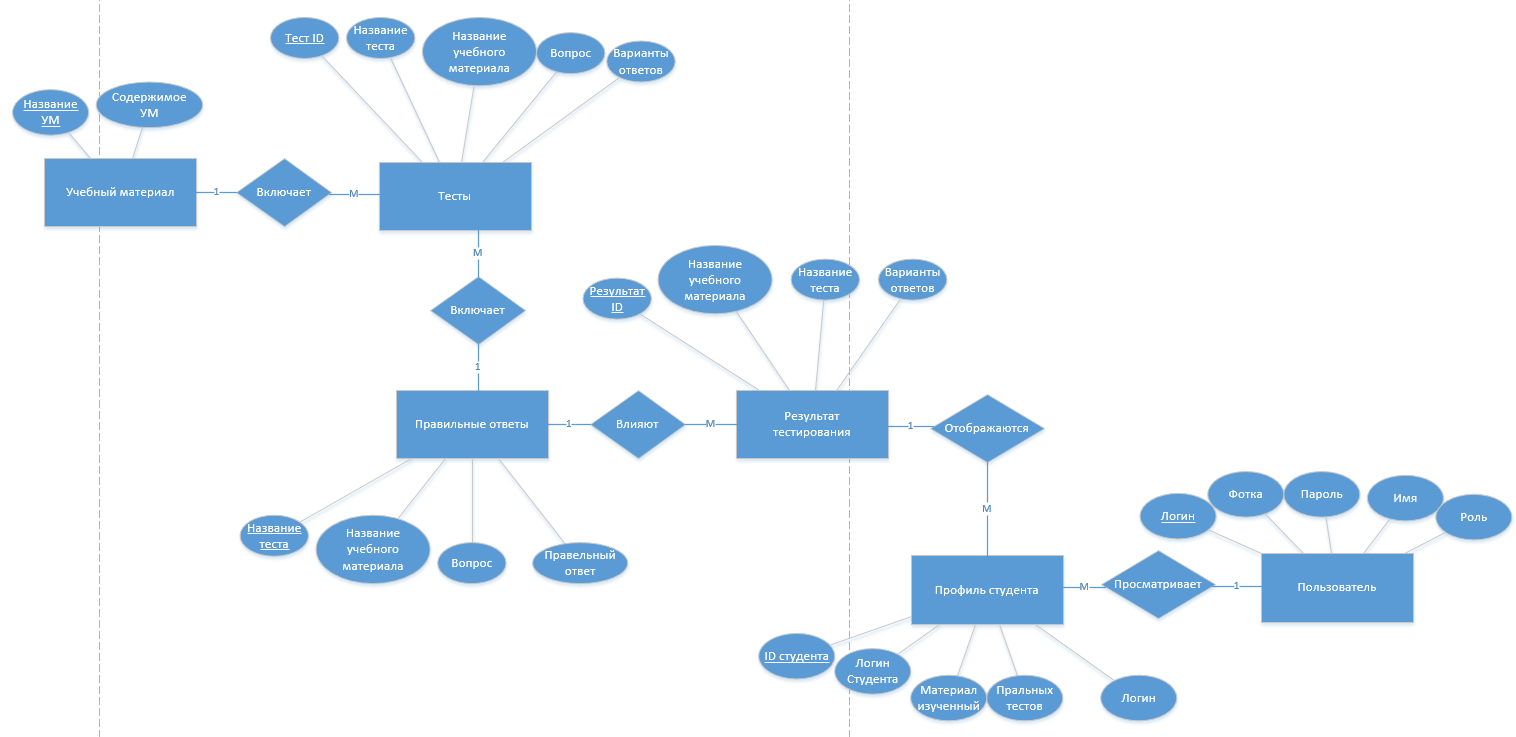 Тест ID
Название
теста
Название
учебного
материала
Вопрос
Варианты
ответов
Название
УМ
Содержимое
УМ
Учебный материал
1
Включает
М
Тесты
М
Включает
1
Результат
ID
Название
учебного
материала
Название
теста
Варианты
ответов
Правильные ответы
1
Влияют
М
Результат
тестирования
1
Отображаются
М
Название
теста
Название
учебного
материала
Вопрос
Правельный
ответ
Логин
Фотка
Пароль
Имя
Роль
Профиль студента
М
Просматривает
1
Пользователь
ID студента
Логин
Студента
Материал
изученный
Пральных
тестов
Логин